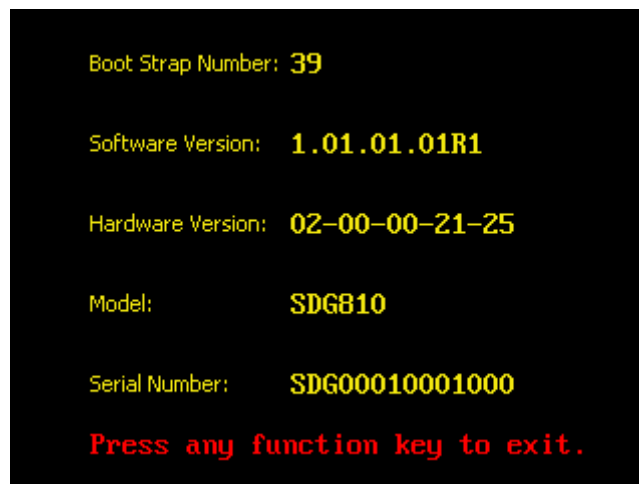 Boot Strap Number: 39
Software Version: 1.01.01.01R1
Hardware Version: 02-00-00-21-25
Model: SDG810
Serial Number: SDG00010001000
Press any function key to exit.